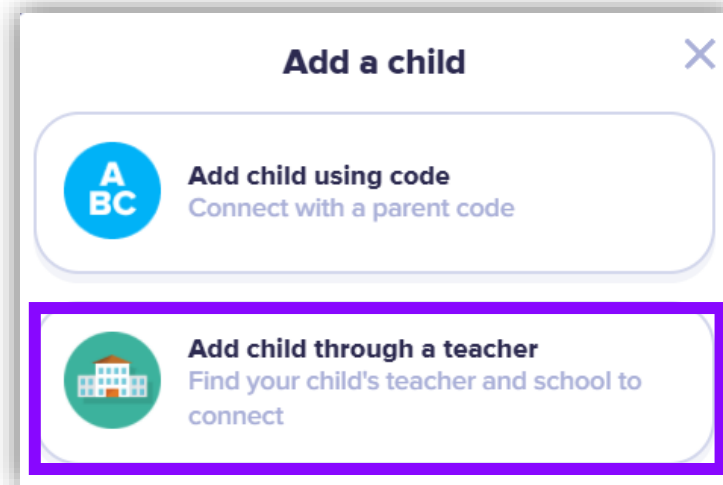 Add a child
A
BC
Add child using code
Connect with a parent code
Add child through a teacher
Find your child's teacher and school to
connect